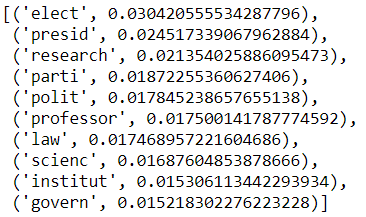 [('elect', 0.030420555534287796),
('presid', 0.024517339067962884),
('research', 0.021354025886095473),
('parti', 0.01872255360627406),
('polit', 0.017845238657655138),
('professor', 0.017500141787774592),
('law', 0.017468957221604686),
('scienc', 0.01687604853878666),
('institut', 0.015306113442293934),
('govern', 0.015218302276223228)]